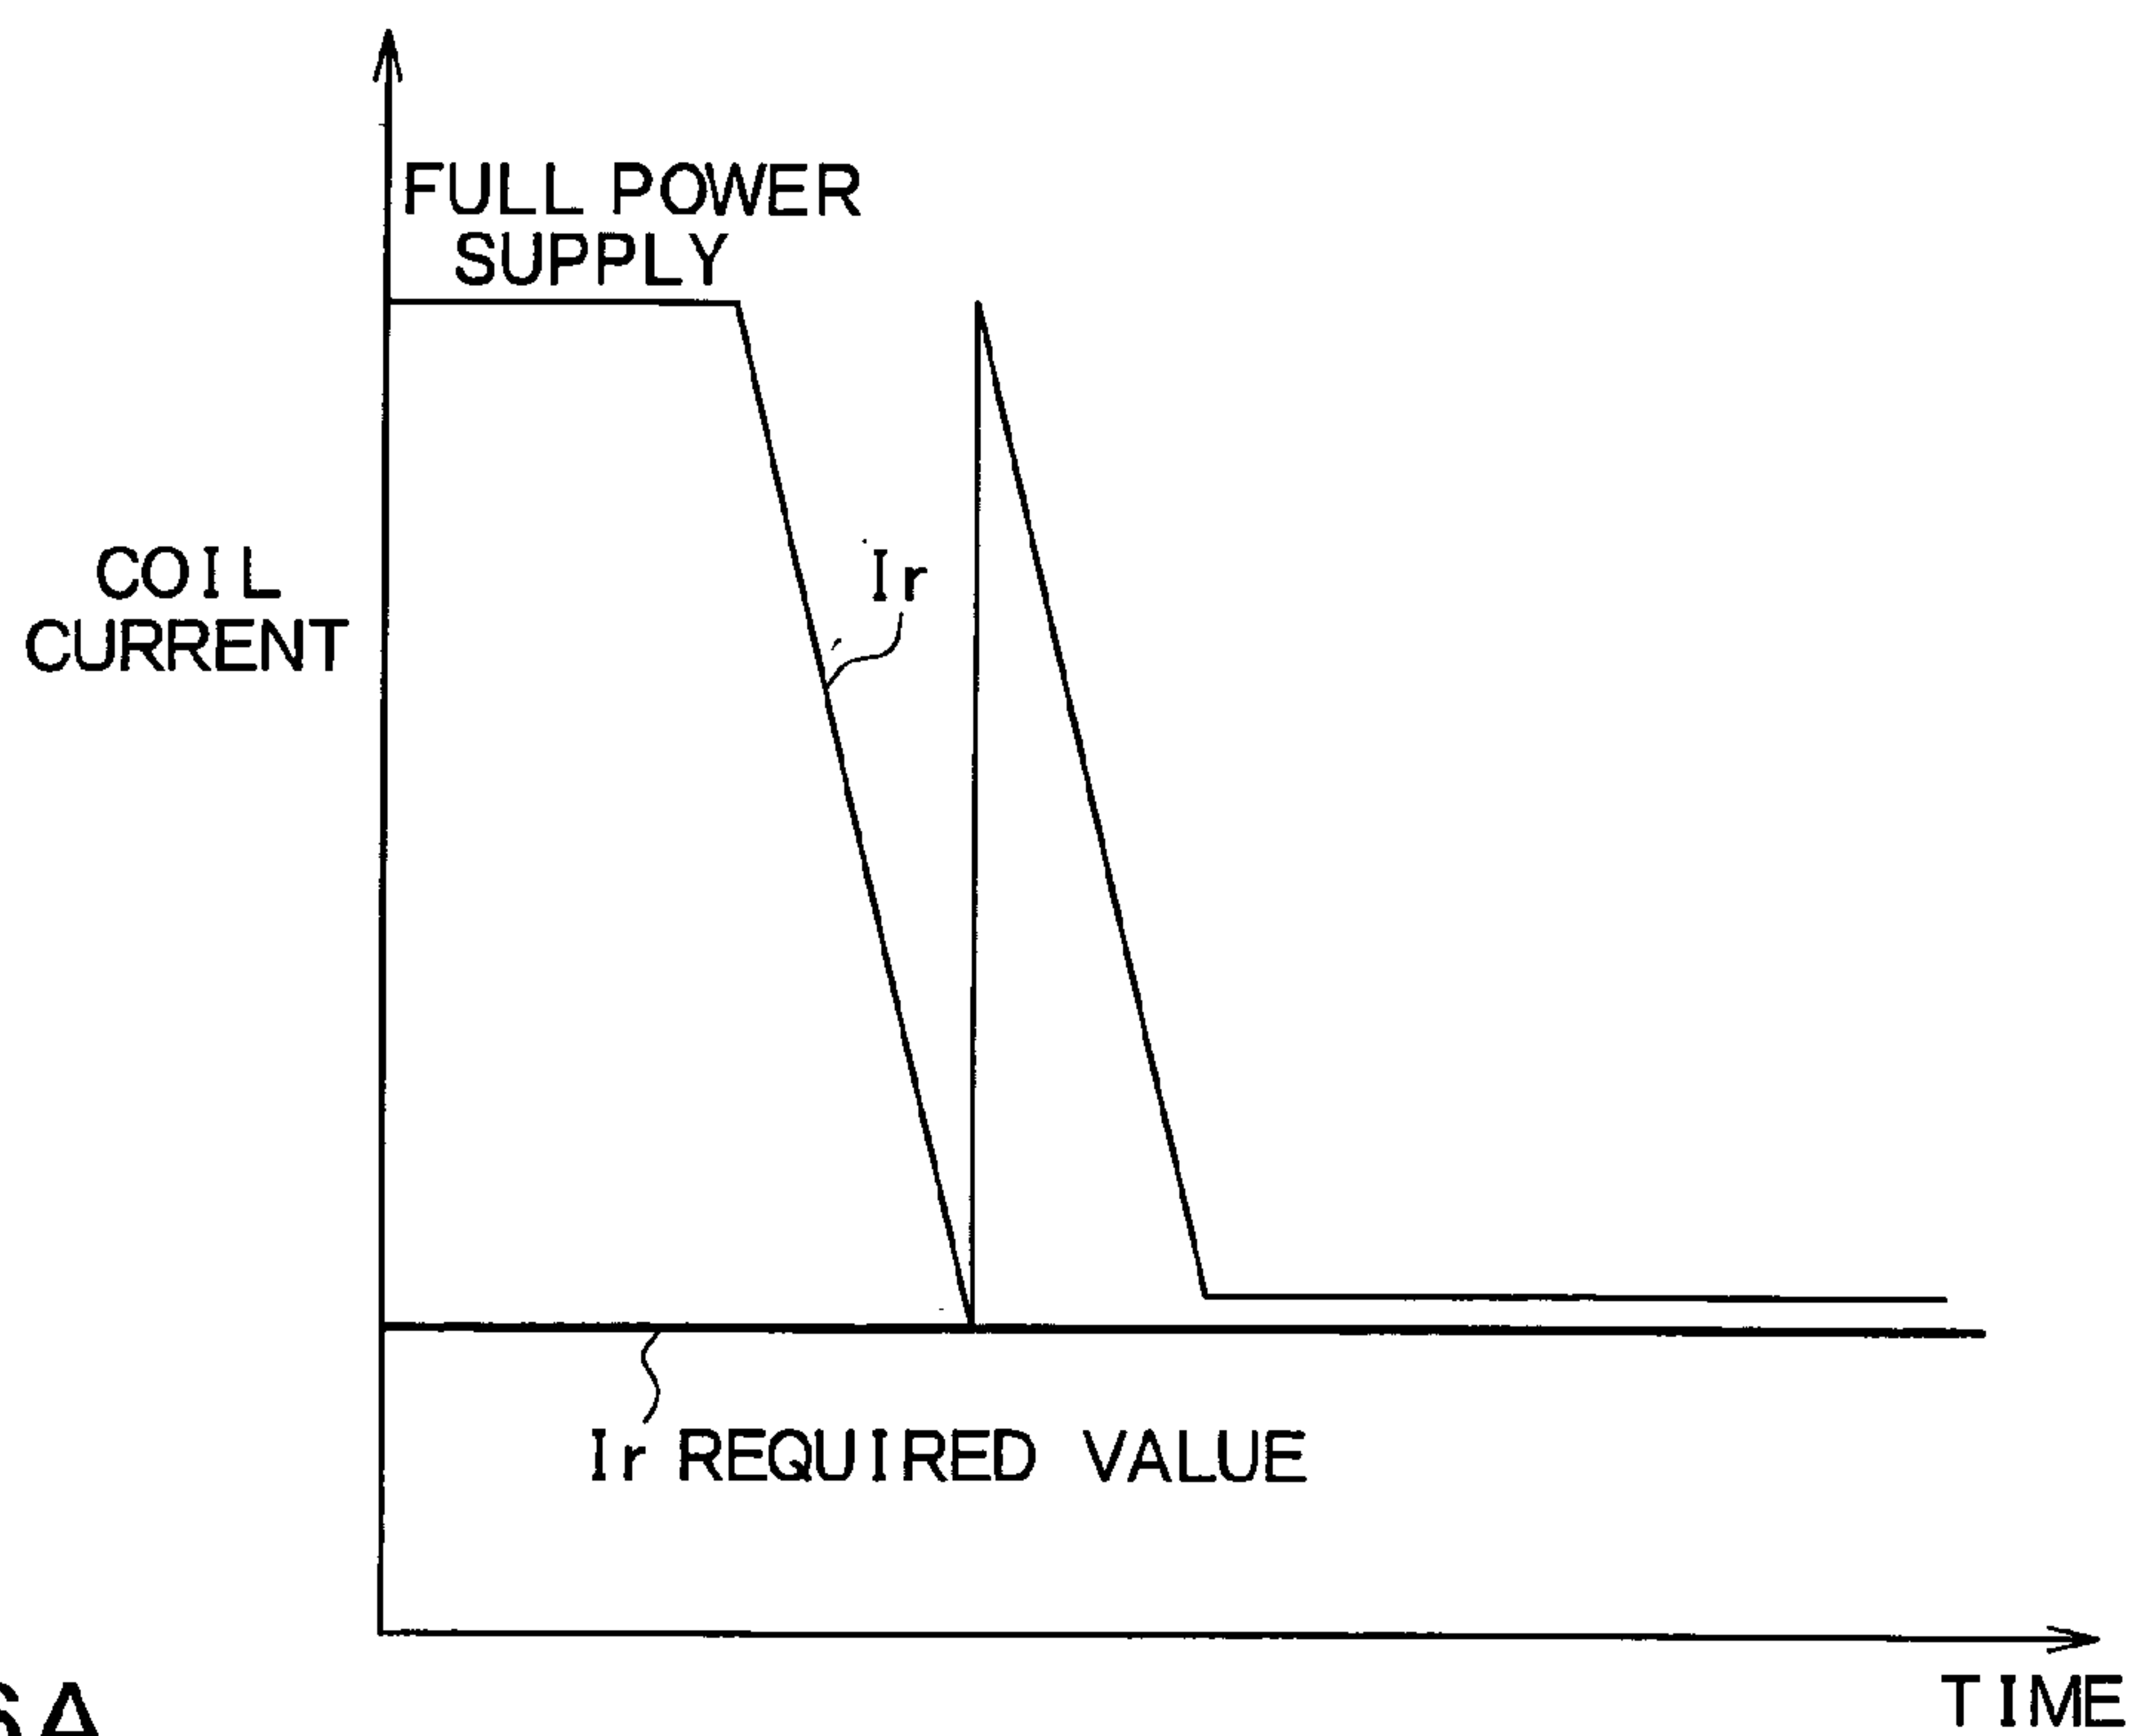 FULL POWER
SUPPLY
COIL
CURRENT
Ir
Ir REQUIRED VALUE
TIME